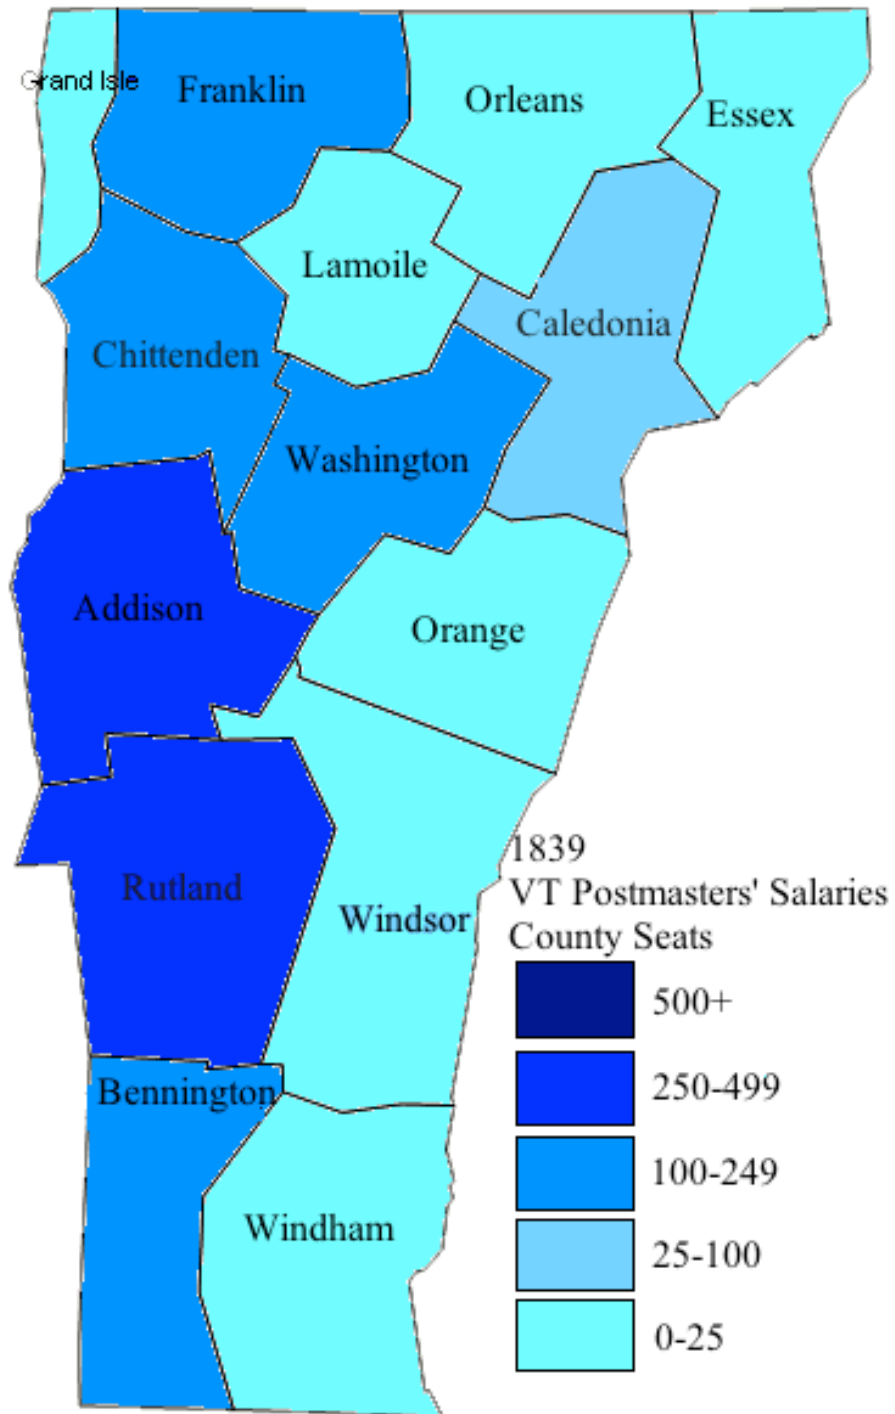 Grand Isle
Franklin
Orleans
Essex
Lamoile
Caledonia
Chittenden
Washington
Addison
Orange
Rutland
Windsor
Bennington
Windham
1839
VT Postmasters' Salaries
County Seats
500+
250-499
100-249
25-100
0-25